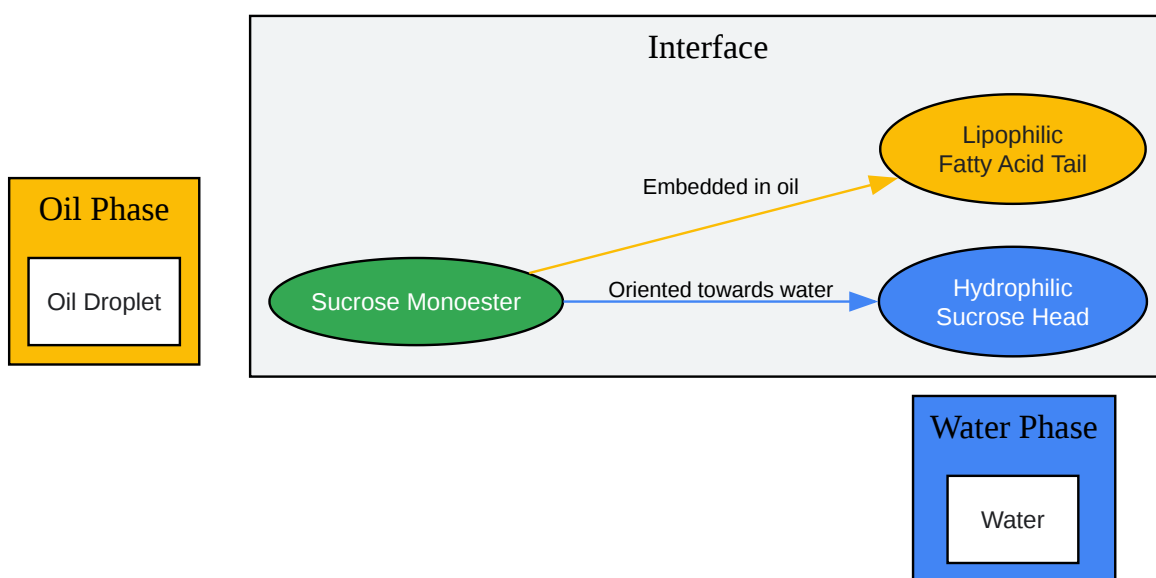 Interface
Lipophilic
Fatty Acid Tail
Embedded in oil
Oil Phase
Oil Droplet
Sucrose Monoester
Oriented towards water
Hydrophilic
Sucrose Head
Water Phase
Water